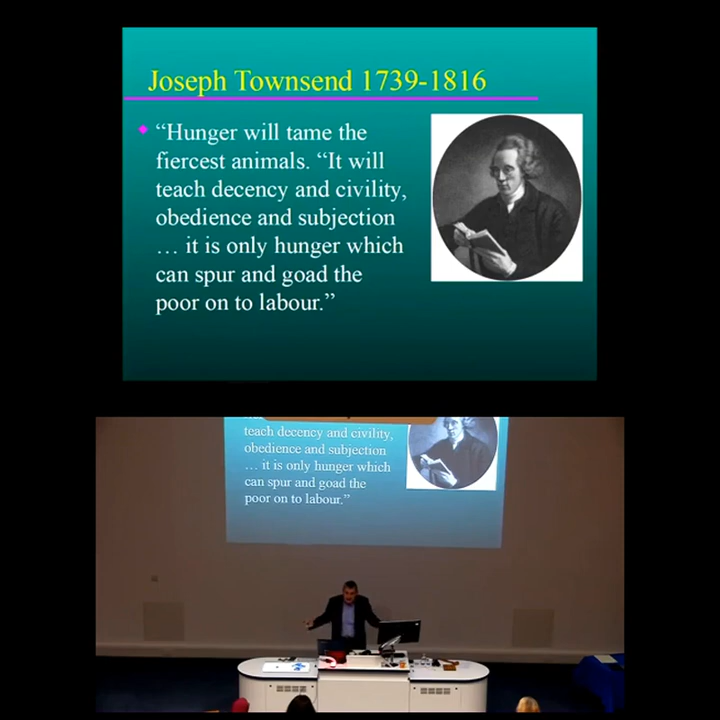 Joseph Townsend 1739-1816
“Hunger will tame the
fiercest animals. “It will
teach decency and civility,
obedience and subjection
… it is only hunger which
can spur and goad the
poor on to labour.”
teach decency and civility,
obedience and subjection
… it is only hunger which
can spur and goad the
poor on to labour.”